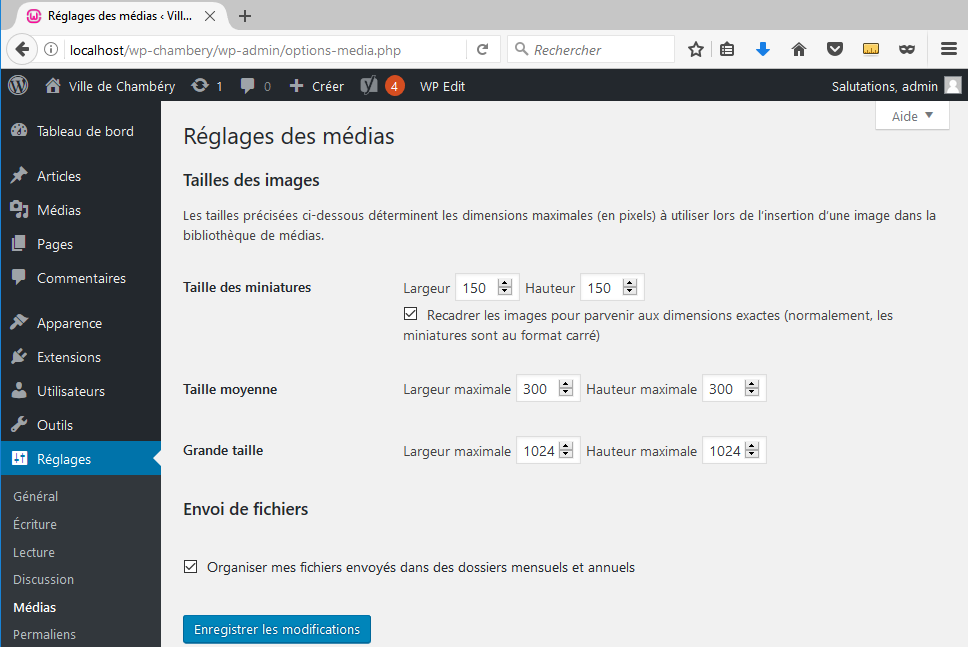 Réglages des médias ‹ Vill...
localhost/wp-chambery/wp-admin/options-media.php
Rechercher
Ville de Chambéry
1
0
Créer
4
WP Edit
Salutations, admin
Aide
Tableau de bord
Articles
Médias
Pages
Commentaires
Apparence
Extensions
Utilisateurs
Outils
Réglages
Général
Écriture
Lecture
Discussion
Médias
Permaliens
Réglages des médias
Tailles des images
Les tailles précisées ci-dessous déterminent les dimensions maximales (en pixels) à utiliser lors de l’insertion d’une image dans la
bibliothèque de médias.
Taille des miniatures
Largeur 150 Hauteur 150
Recadrer les images pour parvenir aux dimensions exactes (normalement, les
miniatures sont au format carré)
Taille moyenne
Largeur maximale 300 Hauteur maximale 300
Grande taille
Largeur maximale 1024 Hauteur maximale 1024
Envoi de fichiers
Organiser mes fichiers envoyés dans des dossiers mensuels et annuels
Enregistrer les modifications